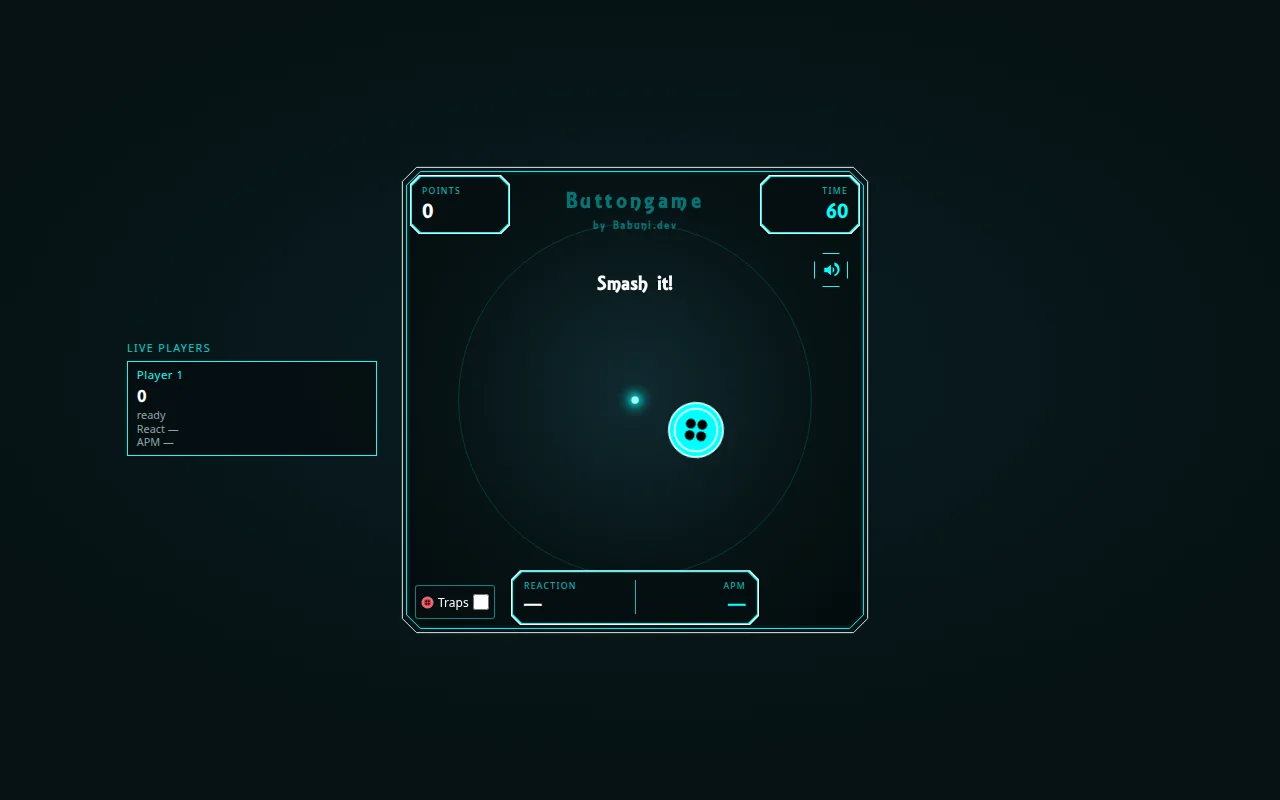 POINTS
0
Buttongame
by Babuni.dev
TIME
60
Smash it!
LIVE PLAYERS
Player 1
0
ready
React —
APM —
Traps
REACTION
—
APM
—